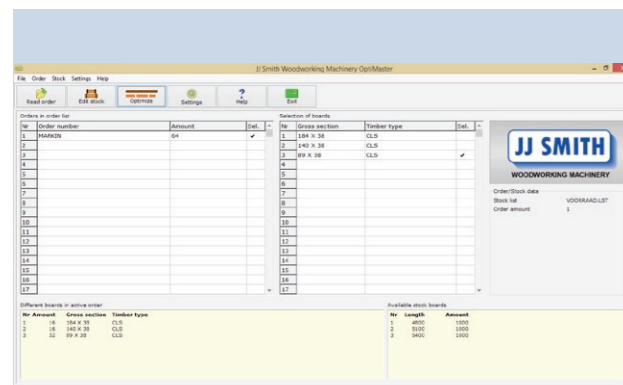 JJ Smith Woodworking Machinery OptiMaster
File Order Stock Settings Help
Read order Edit stock Optimize Settings Help Exit
Orders in order list
Nr Order number Amount Sel.
1 MARKIN 64 ✔
2
3
4
5
6
7
8
9
10
11
12
13
14
15
16
17
Selection of boards
Nr Cross section Timber type Sel.
1 184 X 38 CLS
2 140 X 38 CLS
3 89 X 38 CLS ✔
4
5
6
7
8
9
10
11
12
13
14
15
16
17
JJ SMITH
WOODWORKING MACHINERY
Order/Stock data
Stock list VOORRAAD.LST
Order amount 1
Different boards in active order
Nr Amount Cross section Timber type
1 16 184 X 38 CLS
2 16 140 X 38 CLS
3 32 89 X 38 CLS
Available stock boards
Nr Length Amount
1 4800 1000
2 5100 1000
3 5400 1000